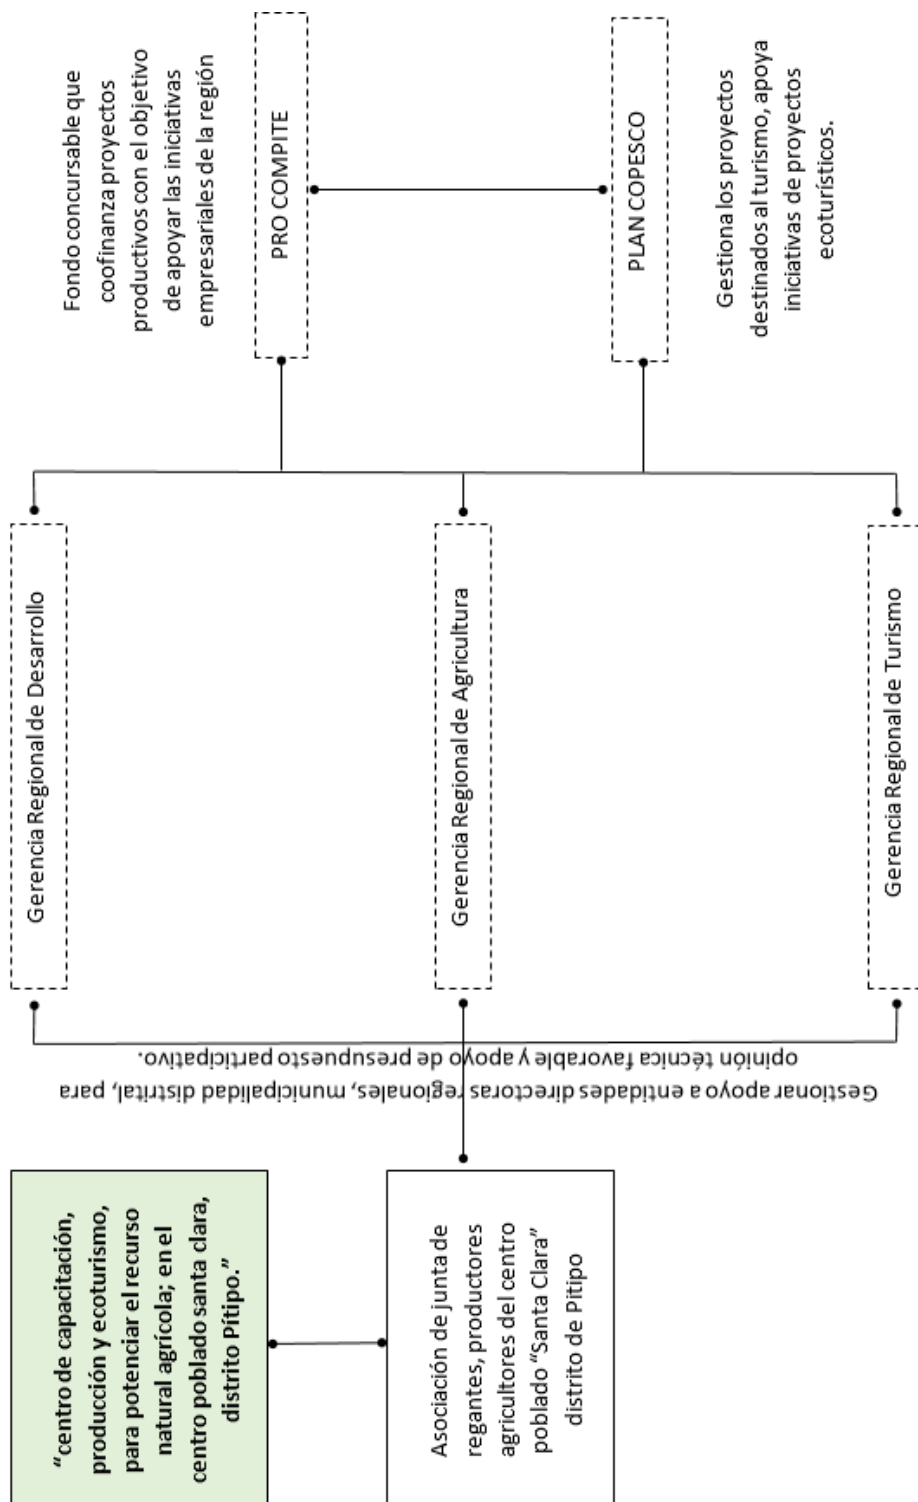 “centro de capacitación,
producción y ecoturismo,
para potenciar el recurso
natural agrícola; en el
centro poblado santa clara,
distrito Pítipo.”
Asociación de junta de
regantes, productores
agricultores del centro
poblado “Santa Clara”
distrito de Pitipo
Gestionar apoyo a entidades directoras regionales, municipalidad distrital, para
opinión técnica favorable y apoyo de presupuesto participativo.
Gerencia Regional de Desarrollo
Gerencia Regional de Agricultura
Gerencia Regional de Turismo
Fondo concursable que
coofinanza proyectos
productivos con el objetivo
de apoyar las iniciativas
empresariales de la región
PRO COMPITE
PLAN COPESCO
Gestiona los proyectos
destinados al turismo, apoya
iniciativas de proyectos
ecoturísticos.